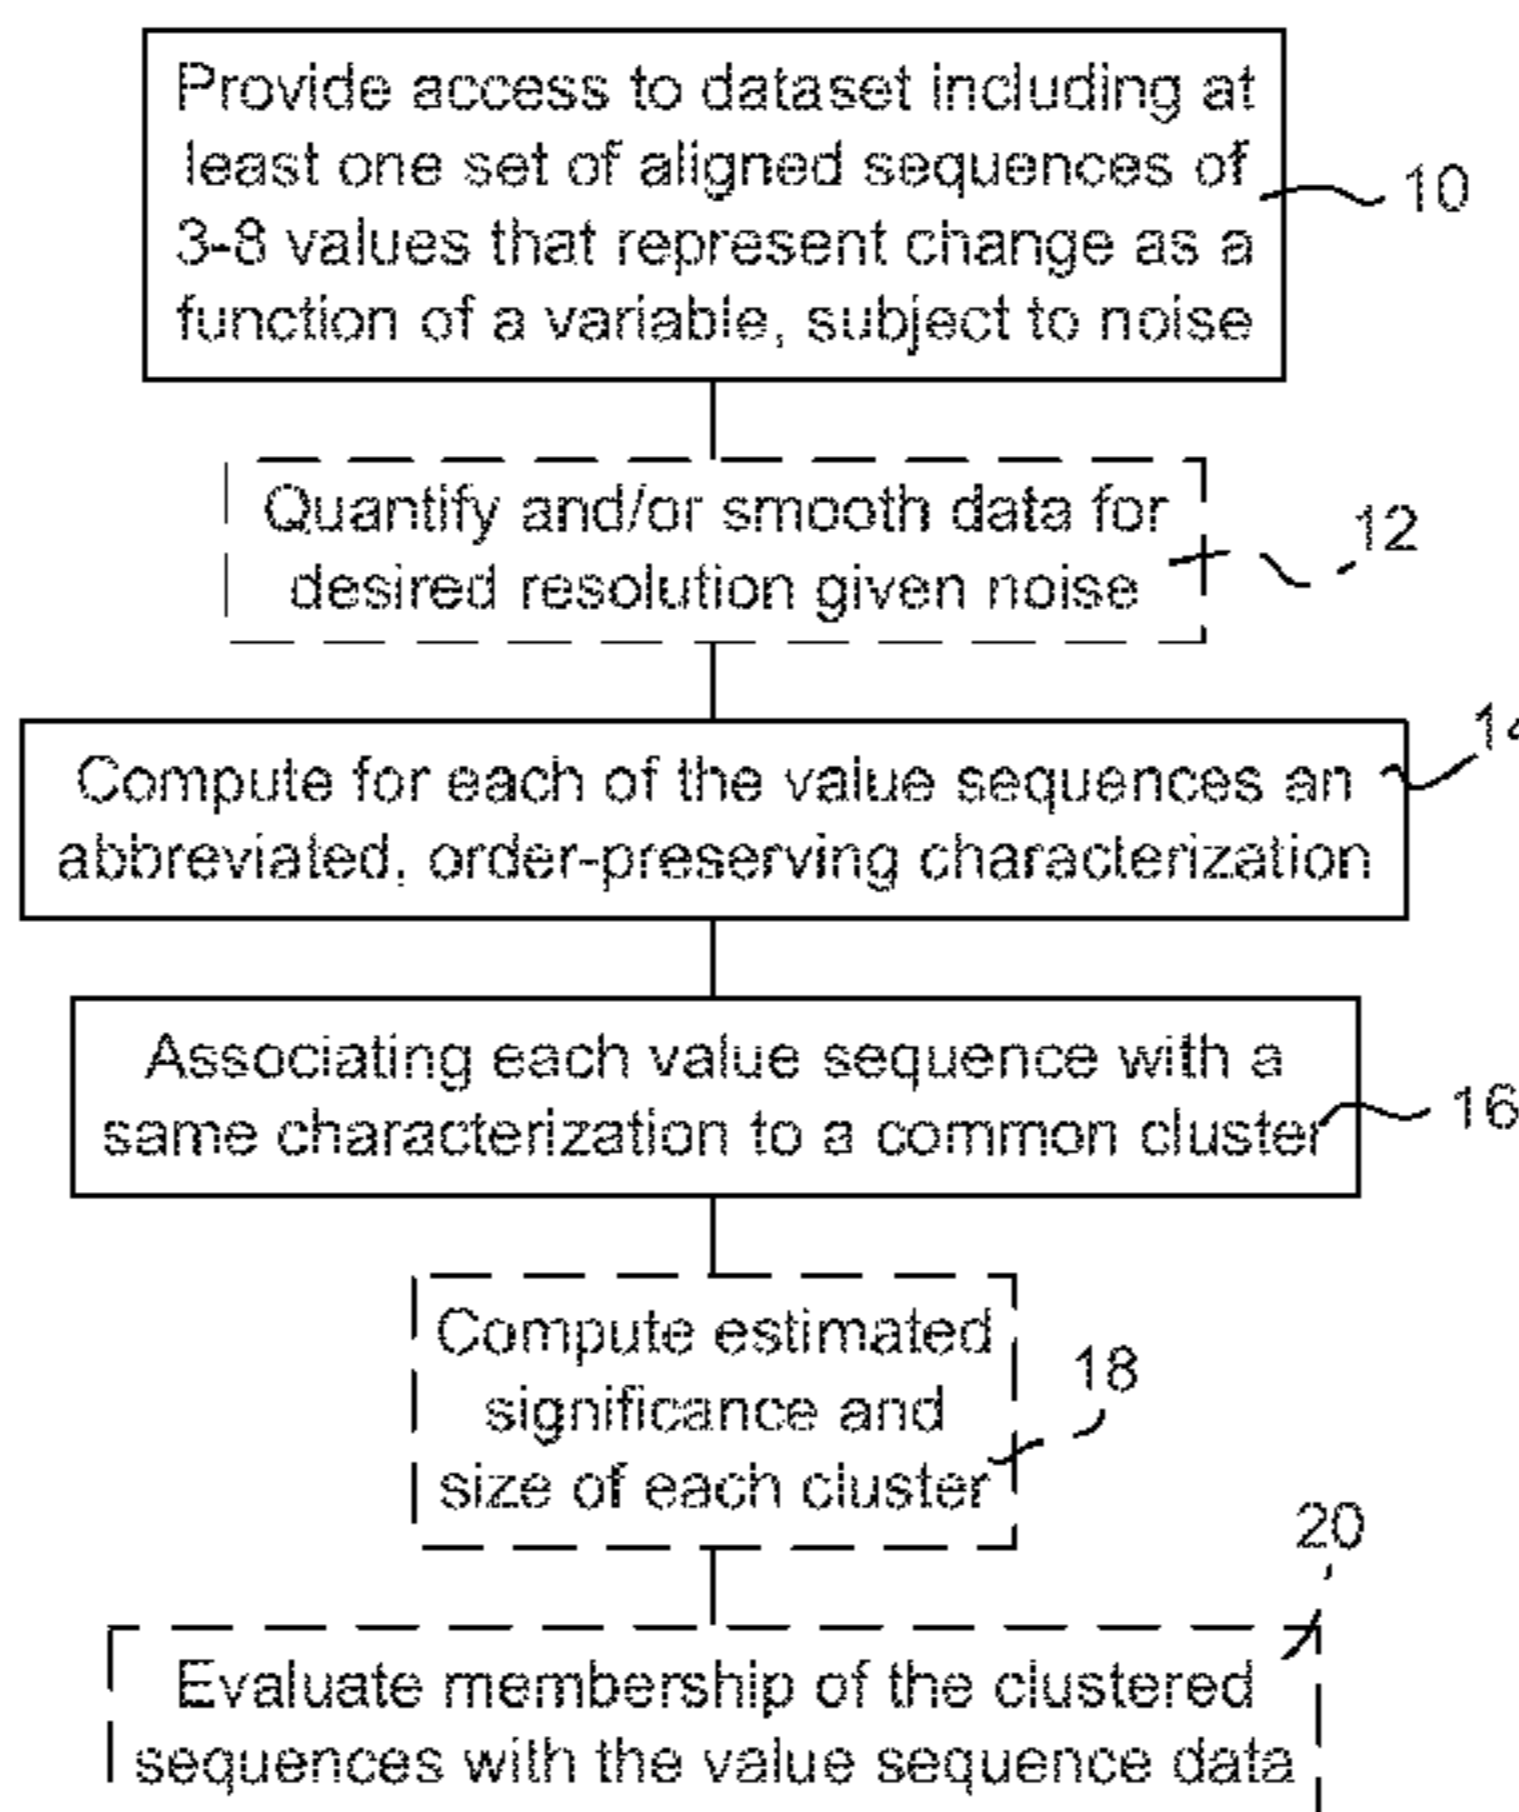 Provide access to dataset including at
least one set of aligned sequences of
3-8 values that represent change as a
function of a variable, subject to noise
10
Quantify and/or smooth data for
desired resolution given noise
12
14
Compute for each of the value sequences an
abbreviated, order-preserving characterization
Associating each value sequence with a
same characterization to a common cluster
16
Compute estimated
significance and
size of each cluster
18
20
Evaluate membership of the clustered
sequences with the value sequence data